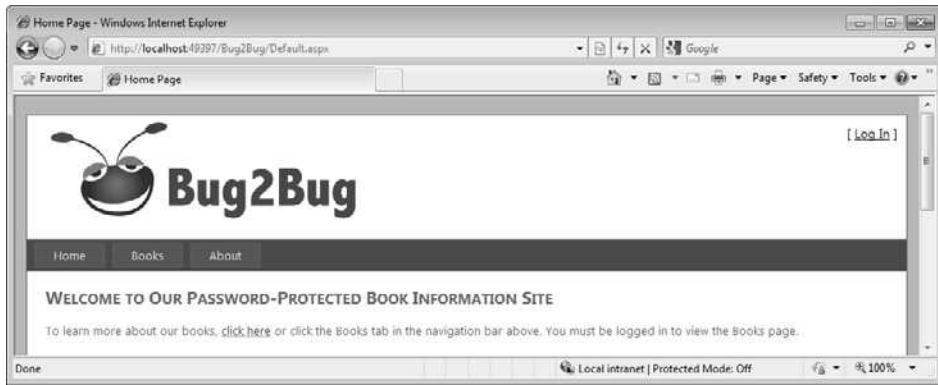 Home Page - Windows Internet Explorer
http://localhost:49397/Bug2Bug/Default.aspx
Google
Favorites
Home Page
Page
Safety
Tools
[ Log In ]
Bug2Bug
Home
Books
About
WELCOME TO OUR PASSWORD-PROTECTED BOOK INFORMATION SITE
To learn more about our books, click here or click the Books tab in the navigation bar above. You must be logged in to view the Books page.
Done
Local intranet | Protected Mode: Off
100%